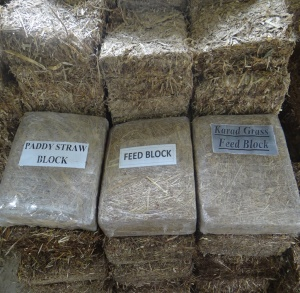 PADDY STRAW
BLOCK
FEED BLOCK
Karad Grass
Feed Block